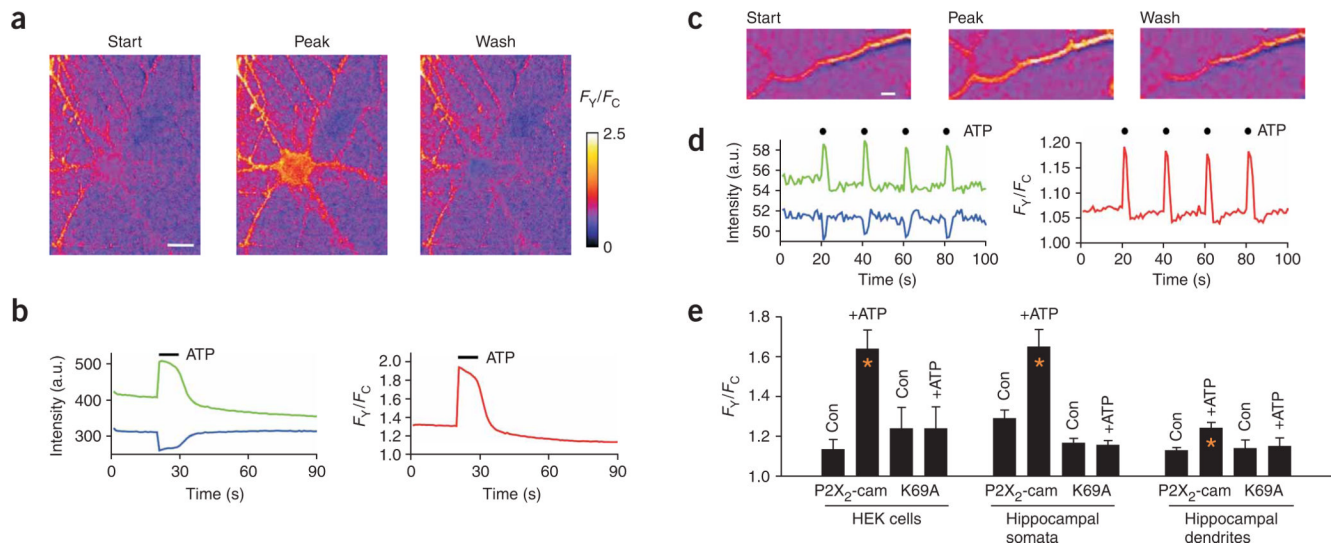 a
Start
Peak
Wash
F_Y/F_C
2.5
0
b
Intensity (a.u.)
500
400
300
0
30
60
90
Time (s)
ATP
F_Y/F_C
2.0
1.8
1.6
1.4
1.2
1.0
0
30
60
90
Time (s)
ATP
c
Start
Peak
Wash
d
Intensity (a.u.)
58
56
54
52
50
0
20
40
60
80
100
Time (s)
ATP
F_Y/F_C
1.20
1.15
1.10
1.05
1.00
0
20
40
60
80
100
Time (s)
ATP
e
F_Y/F_C
1.8
1.6
1.4
1.2
1.0
Con
+ATP
*
Con
+ATP
Con
+ATP
*
Con
+ATP
Con
+ATP
*
Con
+ATP
P2X₂-cam K69A
HEK cells
P2X₂-cam K69A
Hippocampal
somata
P2X₂-cam K69A
Hippocampal
dendrites